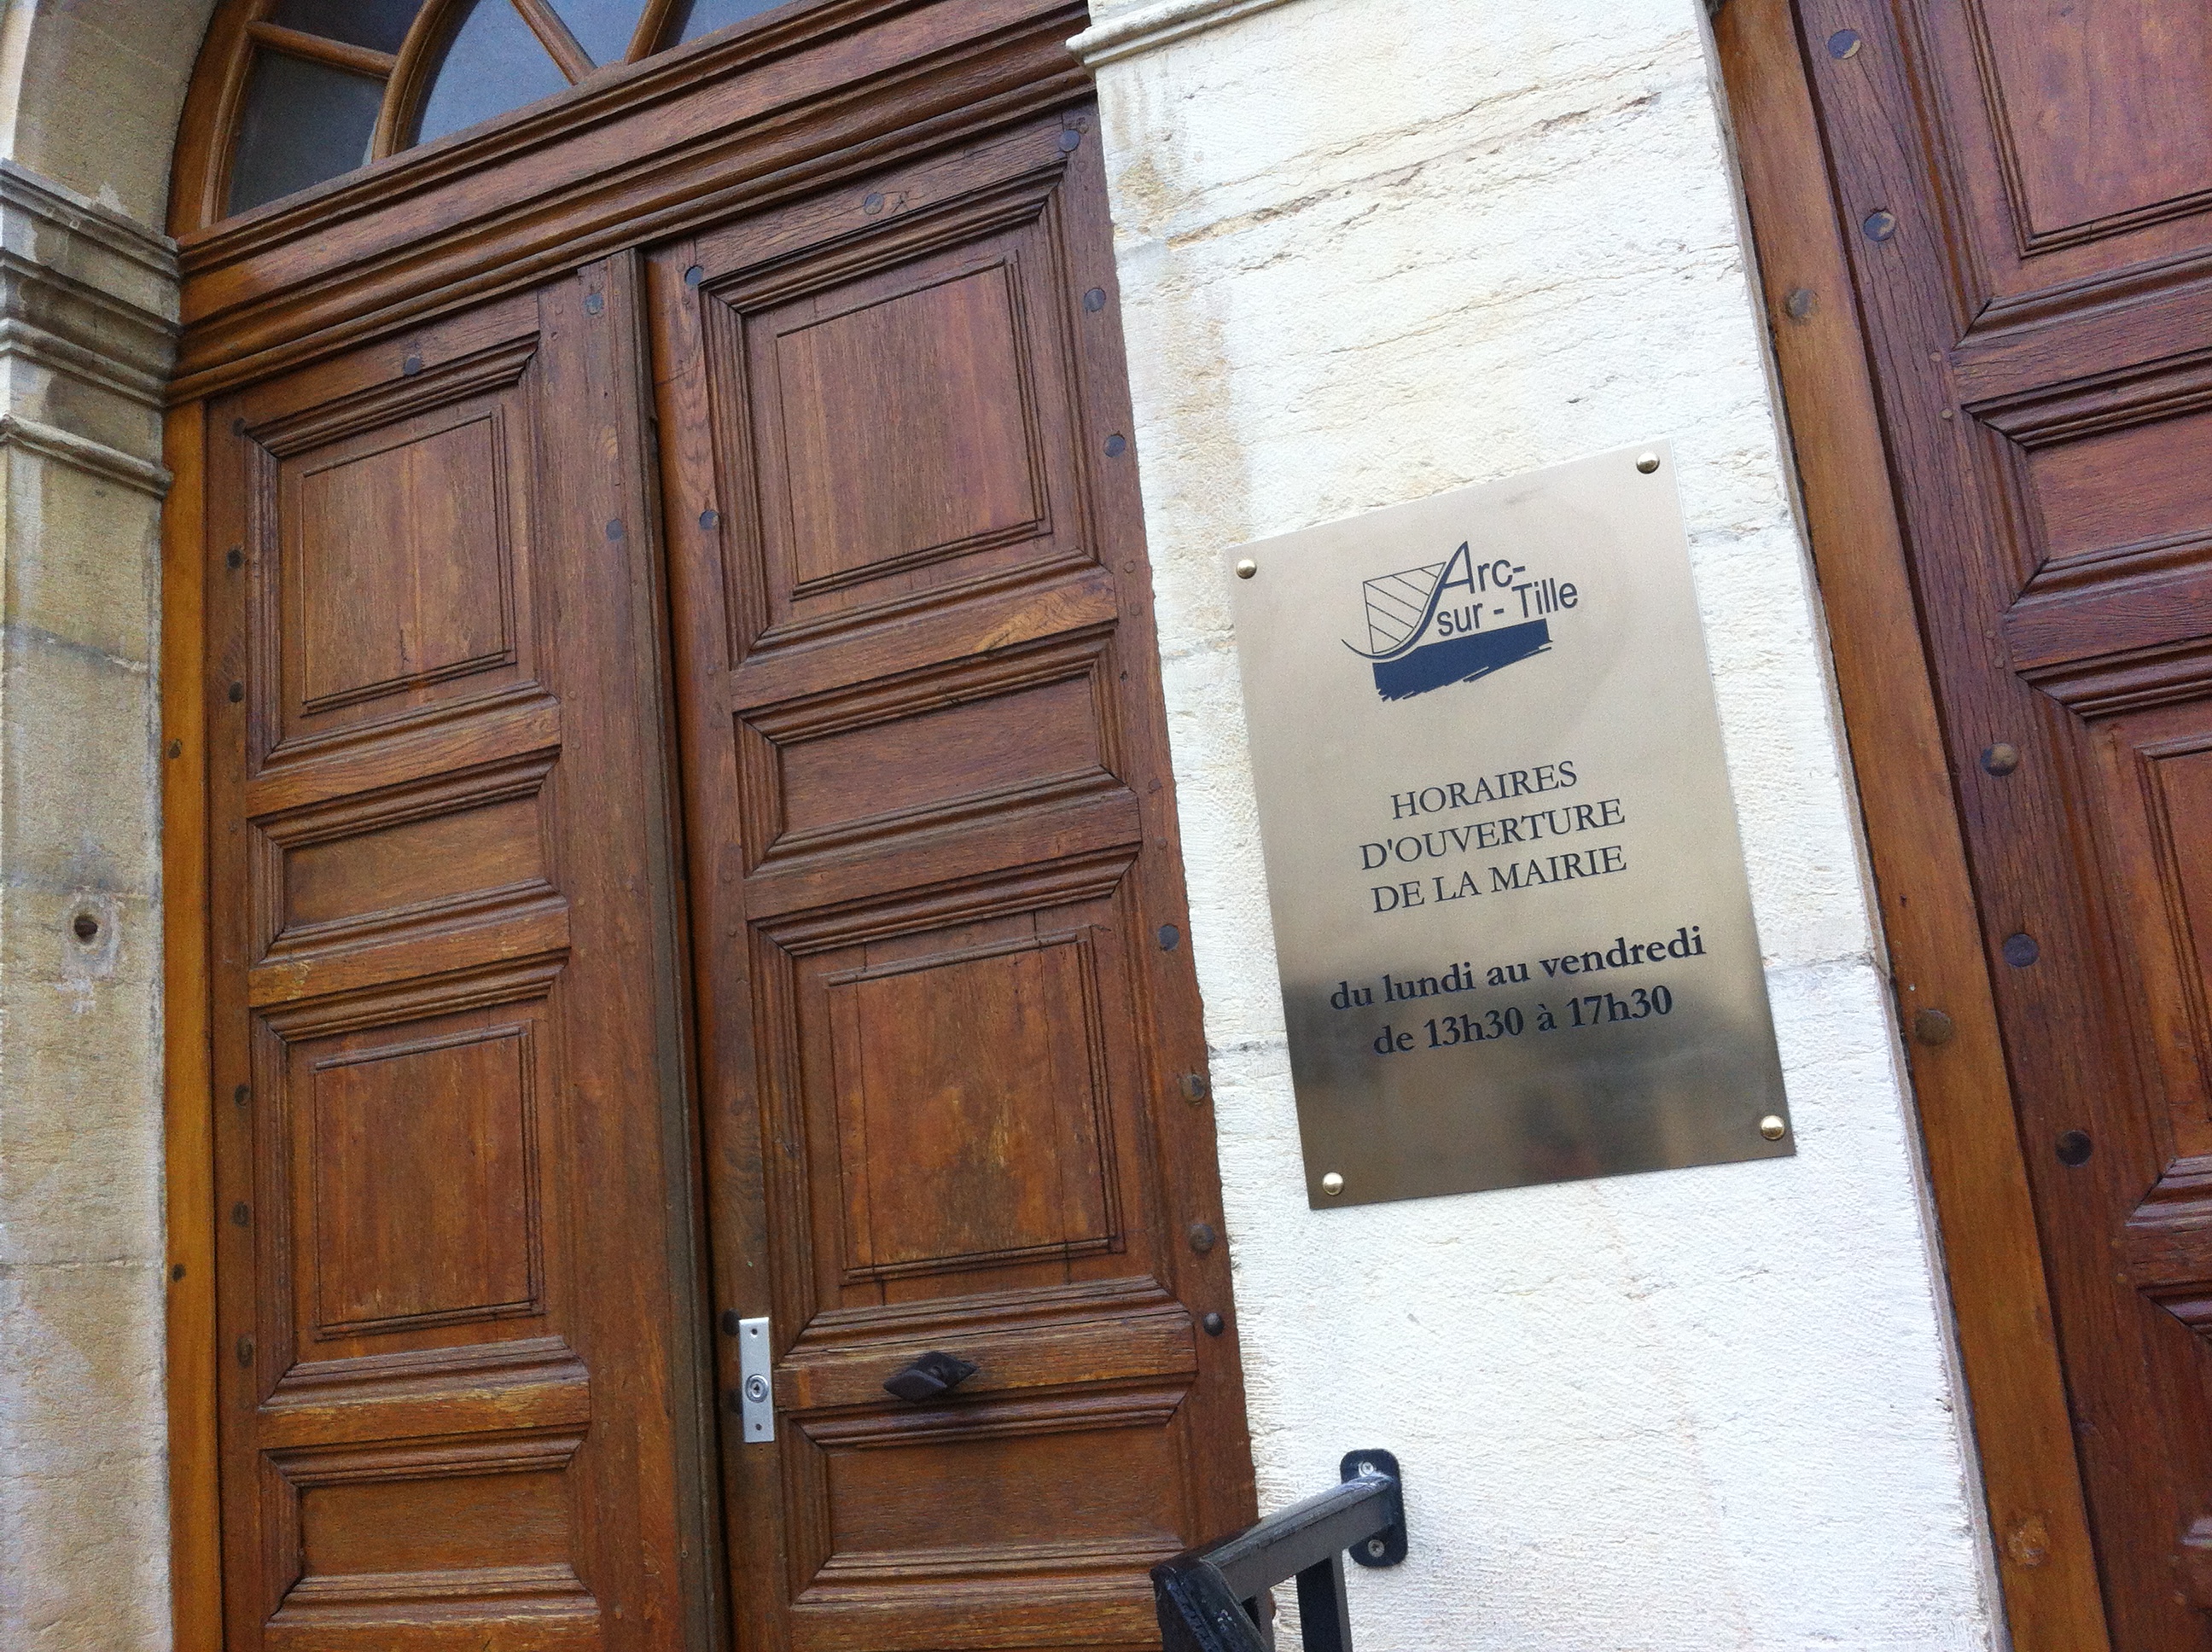 Arc-
sur - Tille
HORAIRES
D'OUVERTURE
DE LA MAIRIE
du lundi au vendredi
de 13h30 à 17h30